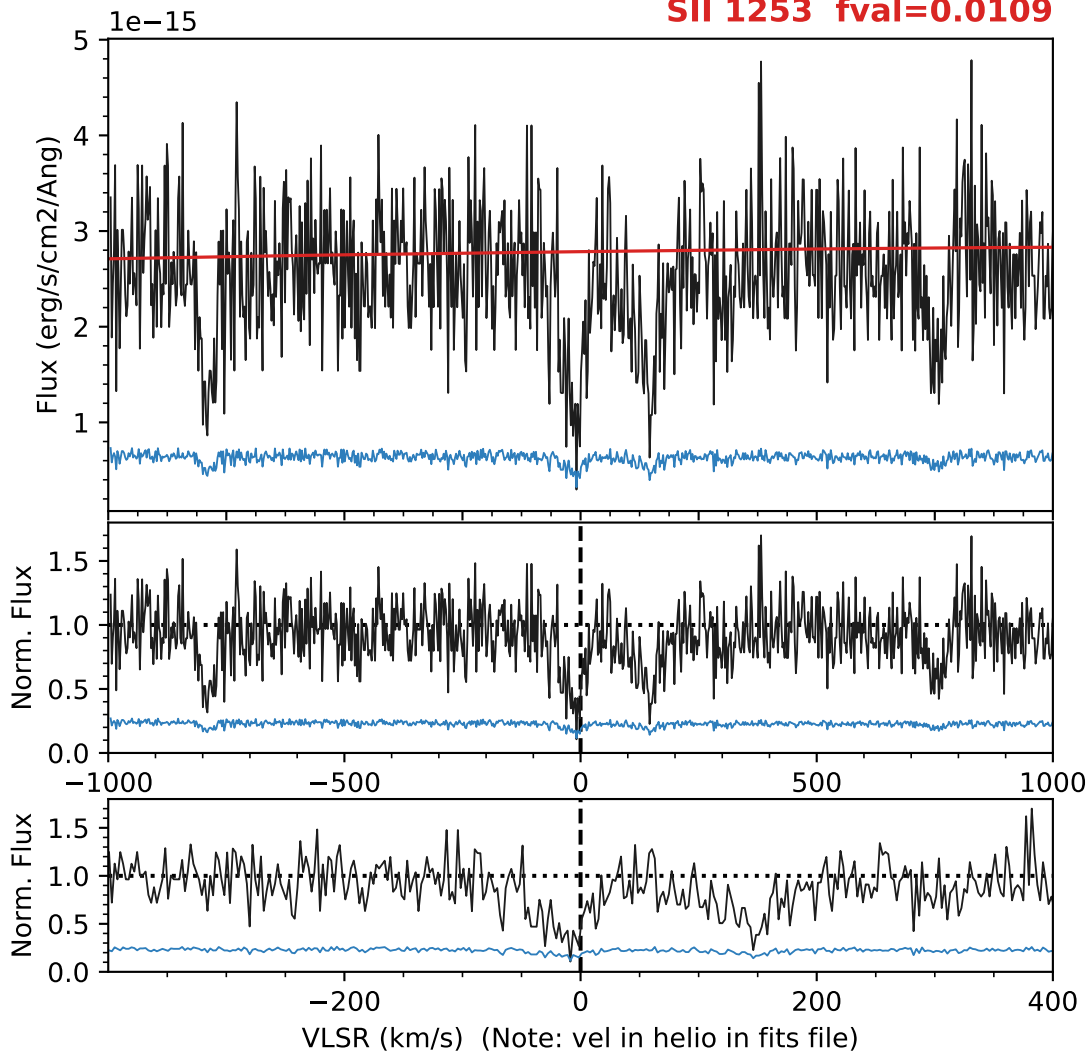 SII 1253  fval=0.0109
1e−15
5
4
3
2
1
Flux (erg/s/cm2/Ang)
1.5
1.0
0.5
0.0
Norm. Flux
−1000 −500 0 500 1000
1.5
1.0
0.5
0.0
Norm. Flux
−200 0 200 400
VLSR (km/s)  (Note: vel in helio in fits file)